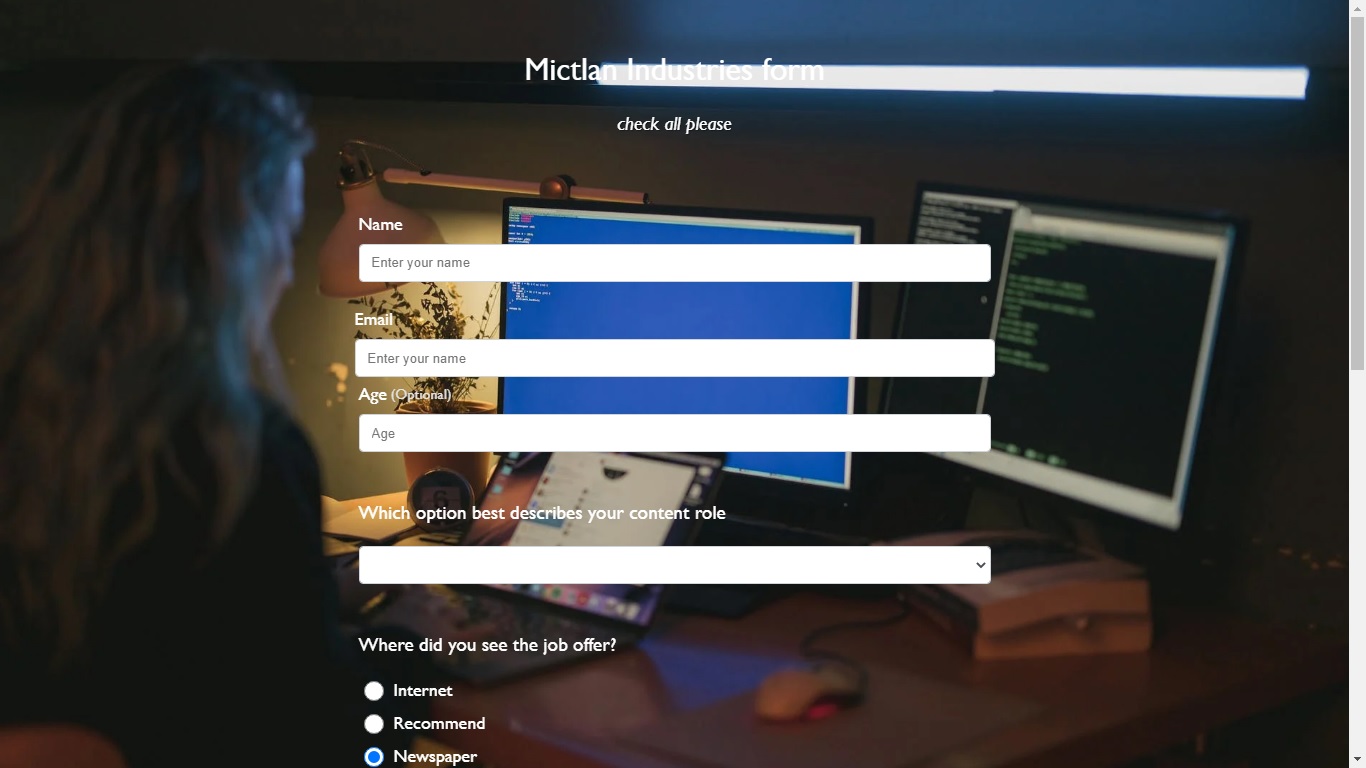 Mictlan Industries form
check all please
Name
Enter your name
Email
Enter your name
Age (Optional)
Age
Which option best describes your content role
Where did you see the job offer?
Internet
Recommend
Newspaper